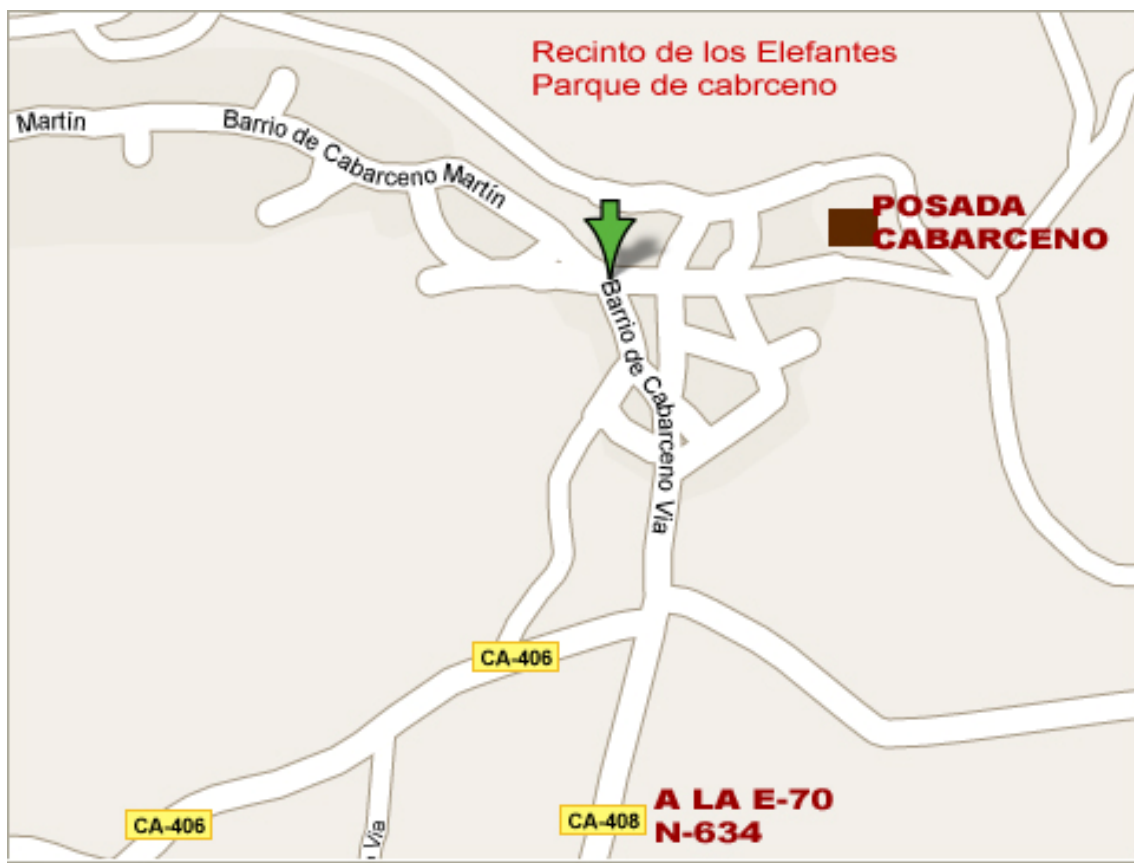 Recinto de los Elefantes
Parque de cabrceno
Martín
Barrio de Cabarceno Martín
POSADA
CABARCENO
Barrio de Cabarceno Via
CA-406
CA-406
CA-408
A LA E-70
N-634
Via